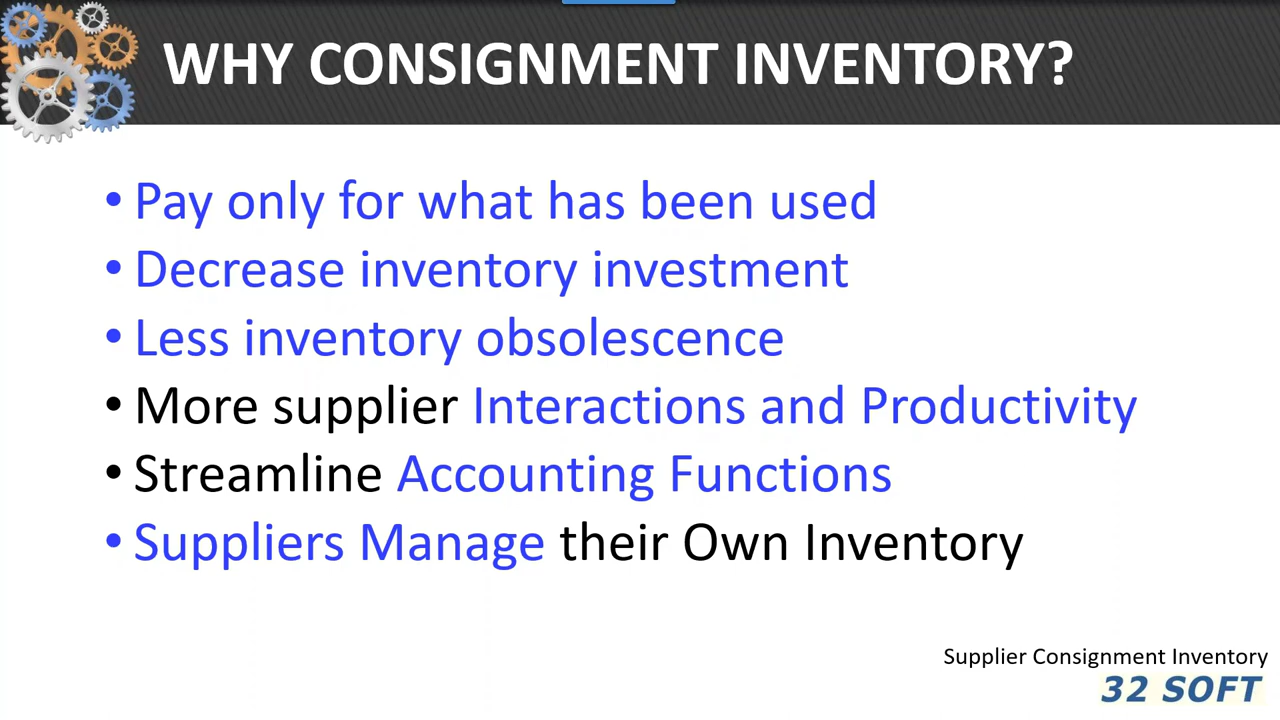 WHY CONSIGNMENT INVENTORY?
• Pay only for what has been used
• Decrease inventory investment
• Less inventory obsolescence
• More supplier Interactions and Productivity
• Streamline Accounting Functions
• Suppliers Manage their Own Inventory
Supplier Consignment Inventory
32 SOFT